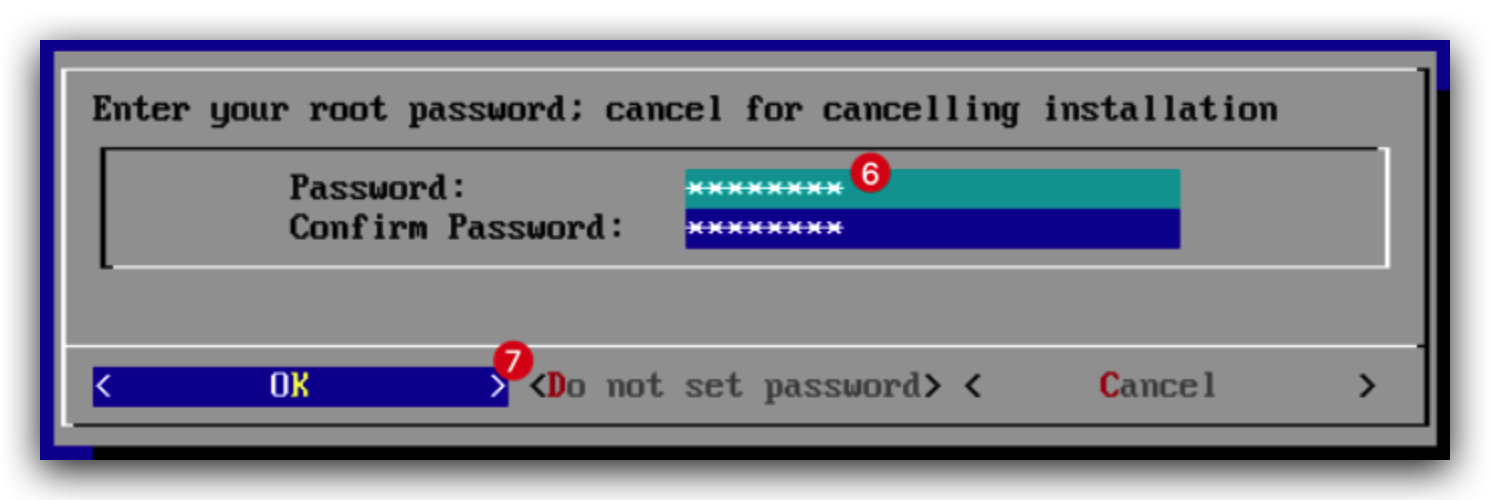 Enter your root password; cancel for cancelling installation
Password: ******** 6
Confirm Password: ********
< OK > 7 <Do not set password> < Cancel >